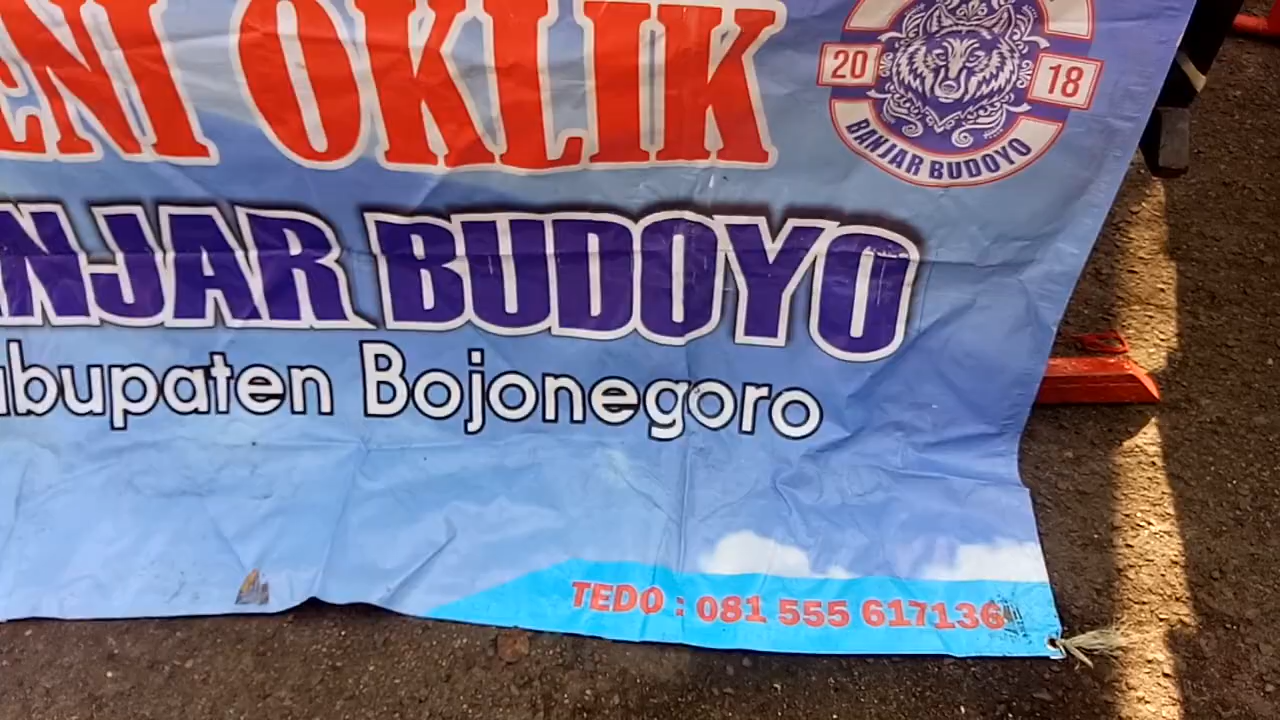 ENI OKLIK
20 18
BANJAR BUDOYO
NJAR BUDOYO
abupaten Bojonegoro
TEDO : 081 555 617136